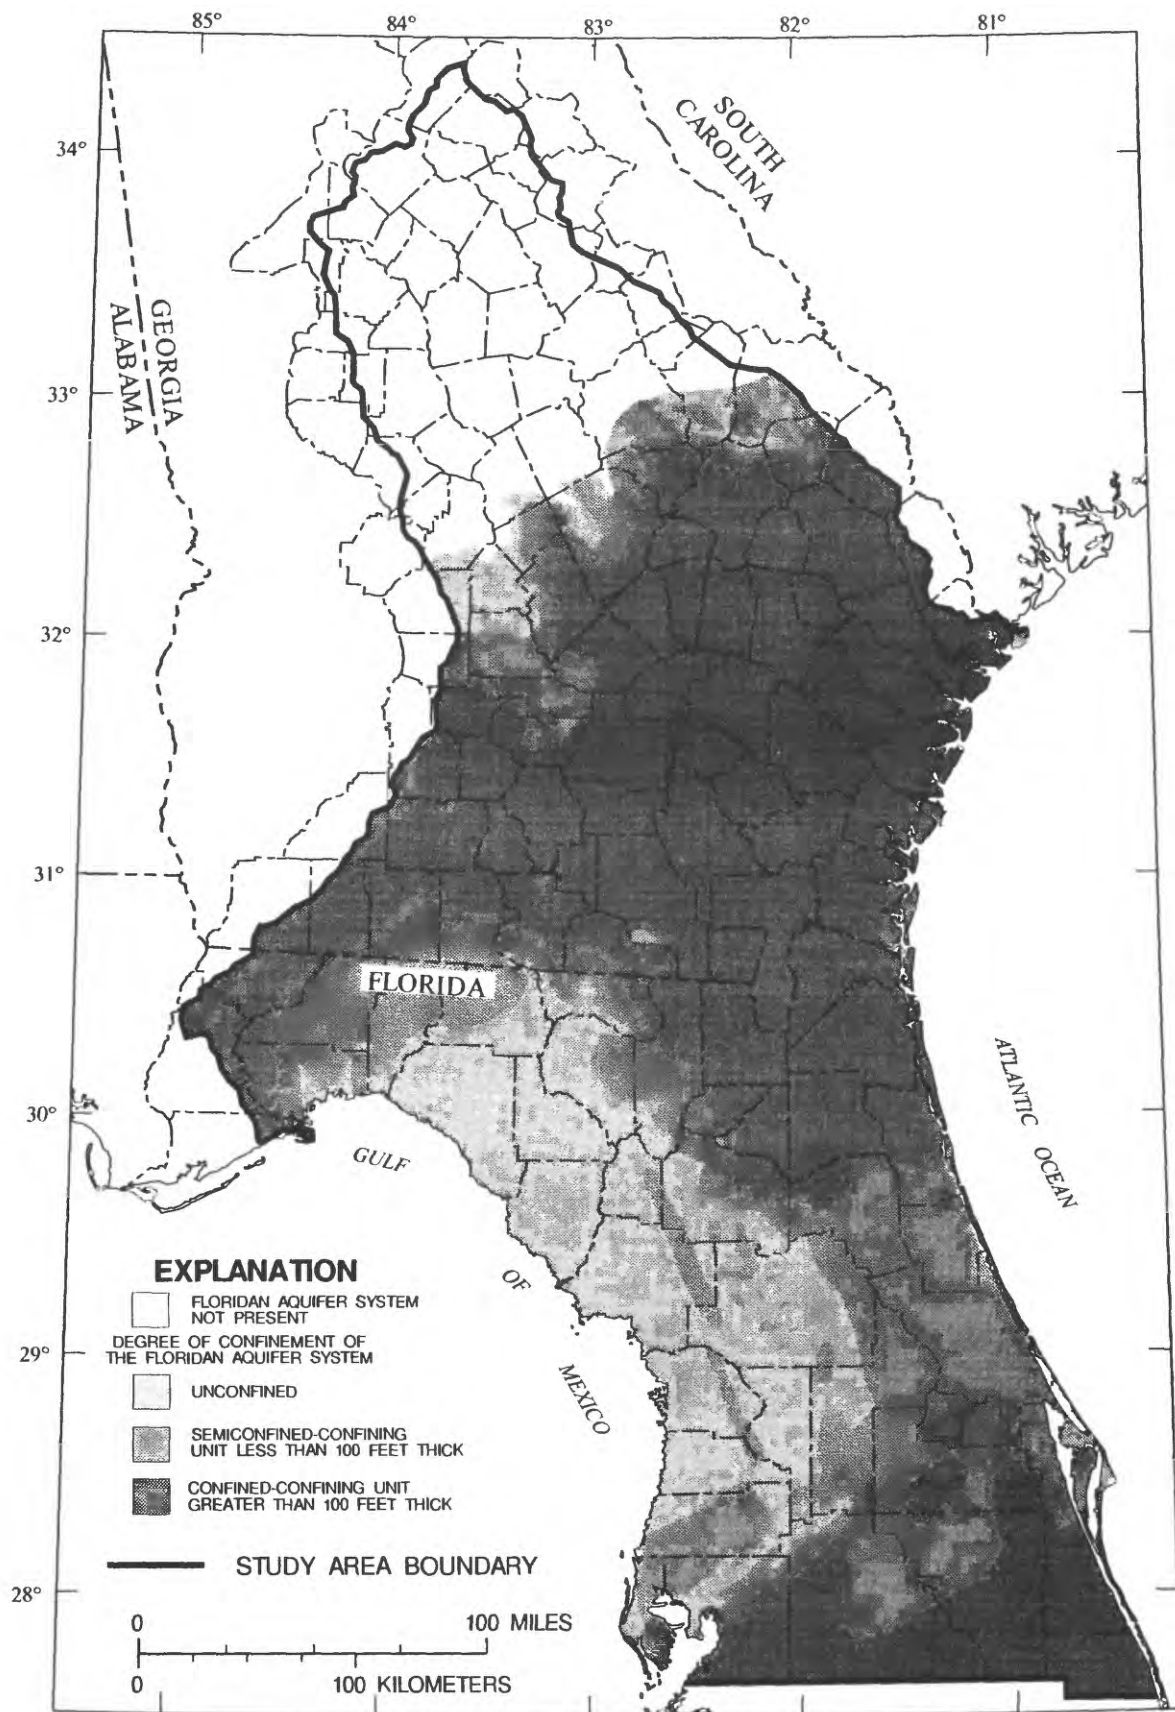 85° 84° 83° 82° 81°
34°
33°
32°
31°
30°
29°
28°
SOUTH
CAROLINA
GEORGIA
ALABAMA
FLORIDA
GULF
OF
MEXICO
ATLANTIC OCEAN
EXPLANATION
FLORIDAN AQUIFER SYSTEM
NOT PRESENT
DEGREE OF CONFINEMENT OF
THE FLORIDAN AQUIFER SYSTEM
UNCONFINED
SEMICONFINED-CONFINING
UNIT LESS THAN 100 FEET THICK
CONFINED-CONFINING UNIT
GREATER THAN 100 FEET THICK
STUDY AREA BOUNDARY
0 100 MILES
0 100 KILOMETERS